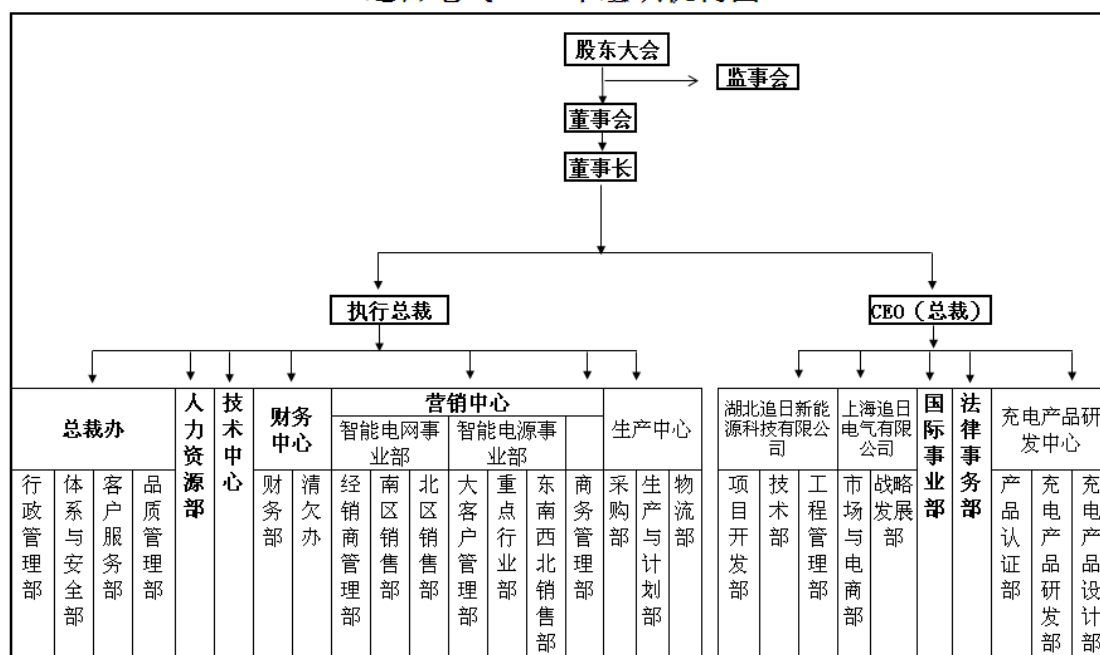 股东大会
监事会
董事会
董事长
执行总裁
CEO（总裁）
总裁办
人力资源部
技术中心
财务
中心
营销中心
智能电网事
业部
智能电源事
业部
生产中心
湖北追日新能
源科技有限公
司
上海追日
电气有限
公司
国际事业部
法律事务部
充电产品研
发中心
行政管理部
体系与安全部
客户服务部
品质管理部
财务部
清欠办
经销商管理部
南区销售部
北区销售部
大客户管理部
重点行业部
东南西北销售部
商务管理部
采购部
生产与计划部
物流部
项目开发部
技术部
工程管理部
市场与电商部
战略
发展
部
产品认证部
充电产品研发部
充电产品设计部